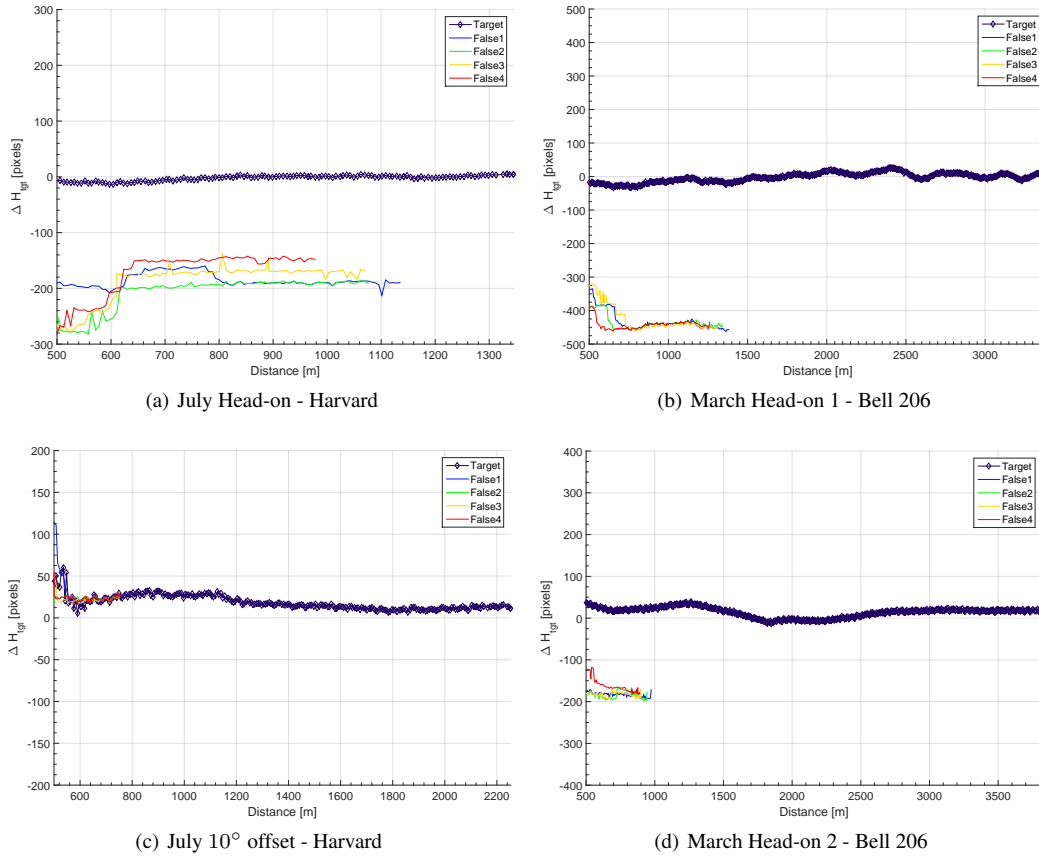 300
200
100
0
-100
-200
-300
Δ H_tgt [pixels]
Target
False1
False2
False3
False4
500 600 700 800 900 1000 1100 1200 1300
Distance [m]
(a) July Head-on - Harvard
500
400
300
200
100
0
-100
-200
-300
-400
-500
Δ H_tgt [pixels]
Target
False1
False2
False3
False4
500 1000 1500 2000 2500 3000
Distance [m]
(b) March Head-on 1 - Bell 206
200
150
100
50
0
-50
-100
-150
-200
Δ H_tgt [pixels]
Target
False1
False2
False3
False4
600 800 1000 1200 1400 1600 1800 2000 2200
Distance [m]
(c) July 10° offset - Harvard
400
300
200
100
0
-100
-200
-300
-400
Δ H_tgt [pixels]
Target
False1
False2
False3
False4
500 1000 1500 2000 2500 3000 3500
Distance [m]
(d) March Head-on 2 - Bell 206